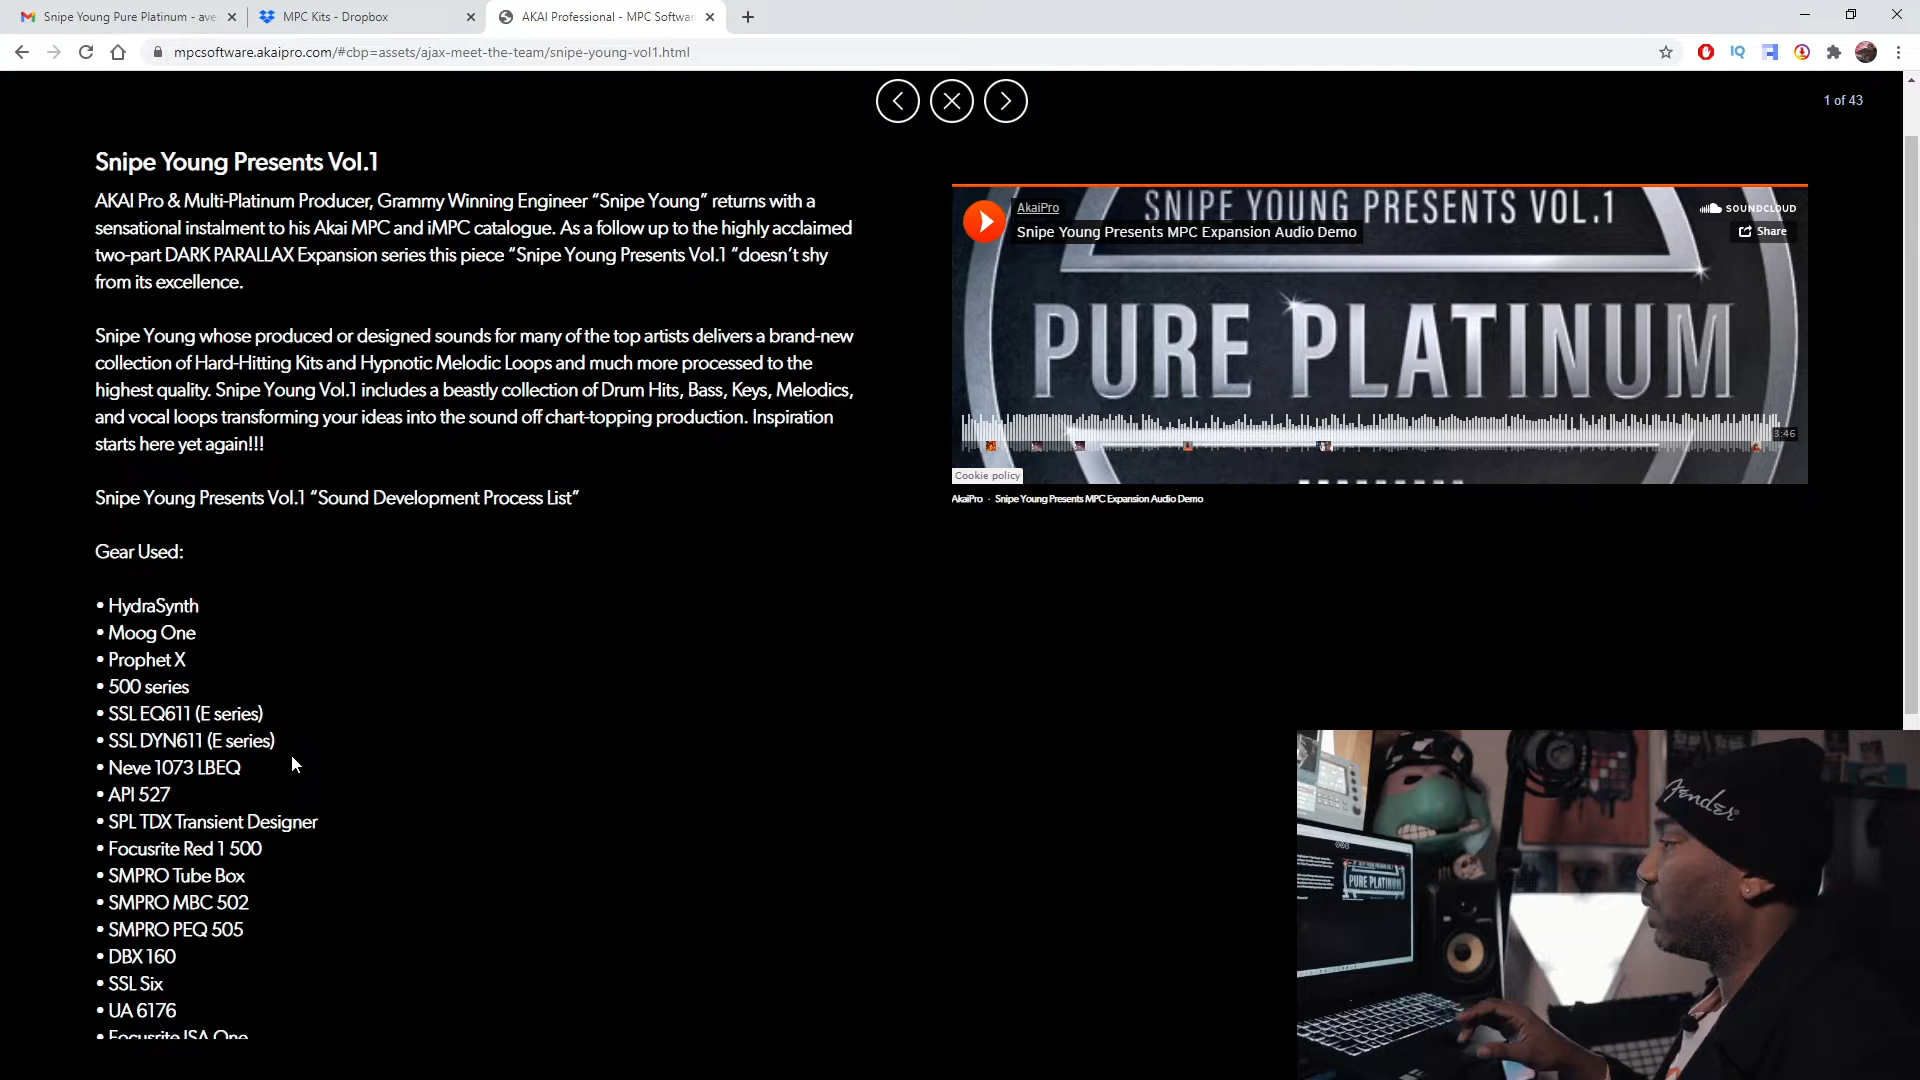 Snipe Young Pure Platinum - ave
MPC Kits - Dropbox
AKAI Professional - MPC Softwar
mpcsoftware.akaipro.com/#cbp=assets/ajax-meet-the-team/snipe-young-vol1.html
1 of 43
Snipe Young Presents Vol.1
AKAI Pro & Multi-Platinum Producer, Grammy Winning Engineer “Snipe Young” returns with a
sensational instalment to his Akai MPC and iMPC catalogue. As a follow up to the highly acclaimed
two-part DARK PARALLAX Expansion series this piece “Snipe Young Presents Vol.1 “doesn’t shy
from its excellence.
Snipe Young whose produced or designed sounds for many of the top artists delivers a brand-new
collection of Hard-Hitting Kits and Hypnotic Melodic Loops and much more processed to the
highest quality. Snipe Young Vol.1 includes a beastly collection of Drum Hits, Bass, Keys, Melodics,
and vocal loops transforming your ideas into the sound off chart-topping production. Inspiration
starts here yet again!!!
Snipe Young Presents Vol.1 “Sound Development Process List”
Gear Used:
• HydraSynth
• Moog One
• Prophet X
• 500 series
• SSL EQ611 (E series)
• SSL DYN611 (E series)
• Neve 1073 LBEQ
• API 527
• SPL TDX Transient Designer
• Focusrite Red 1 500
• SMPRO Tube Box
• SMPRO MBC 502
• SMPRO PEQ 505
• DBX 160
• SSL Six
• UA 6176
• Focusrite ISA One
SNIPE YOUNG PRESENTS VOL.1
AkaiPro
SOUNDCLOUD
Snipe Young Presents MPC Expansion Audio Demo
Share
PURE PLATINUM
3:46
Cookie policy
AkaiPro · Snipe Young Presents MPC Expansion Audio Demo
Fender
PURE PLATINUM